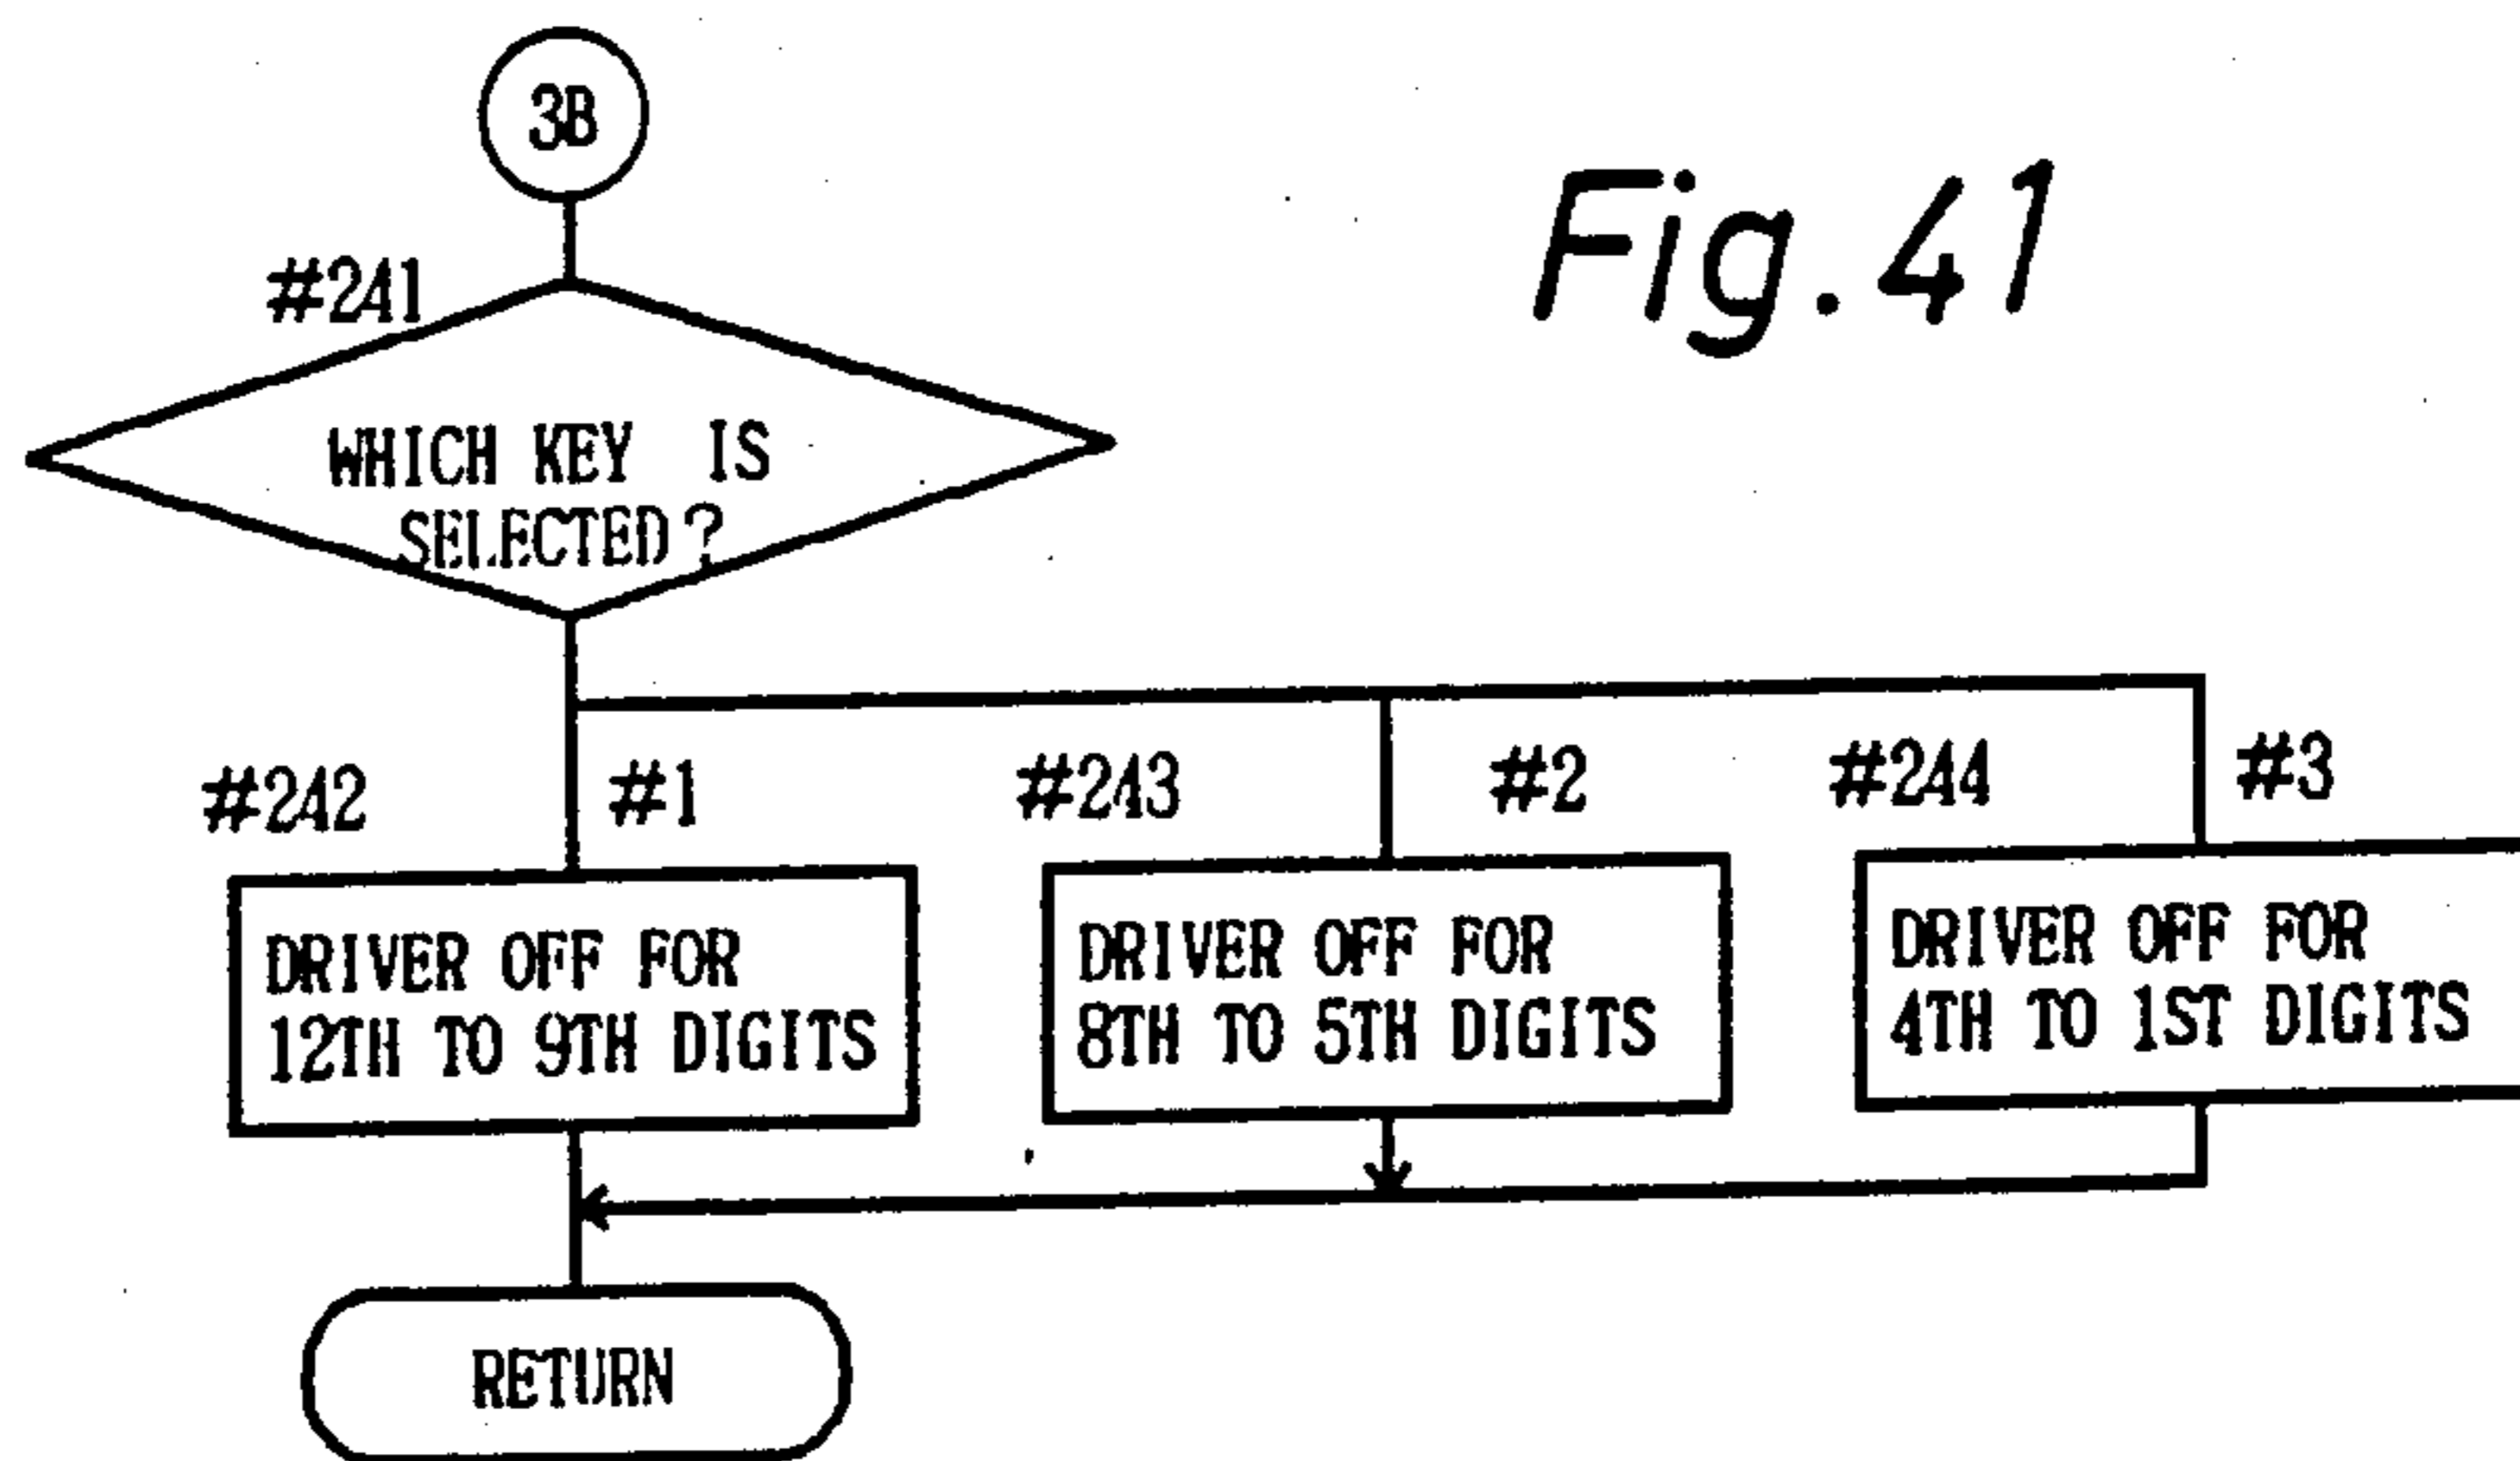 3B
Fig. 41
#241
WHICH KEY IS
SELECTED?
#242
#1
#243
#2
#244
#3
DRIVER OFF FOR
12TH TO 9TH DIGITS
DRIVER OFF FOR
8TH TO 5TH DIGITS
DRIVER OFF FOR
4TH TO 1ST DIGITS
RETURN